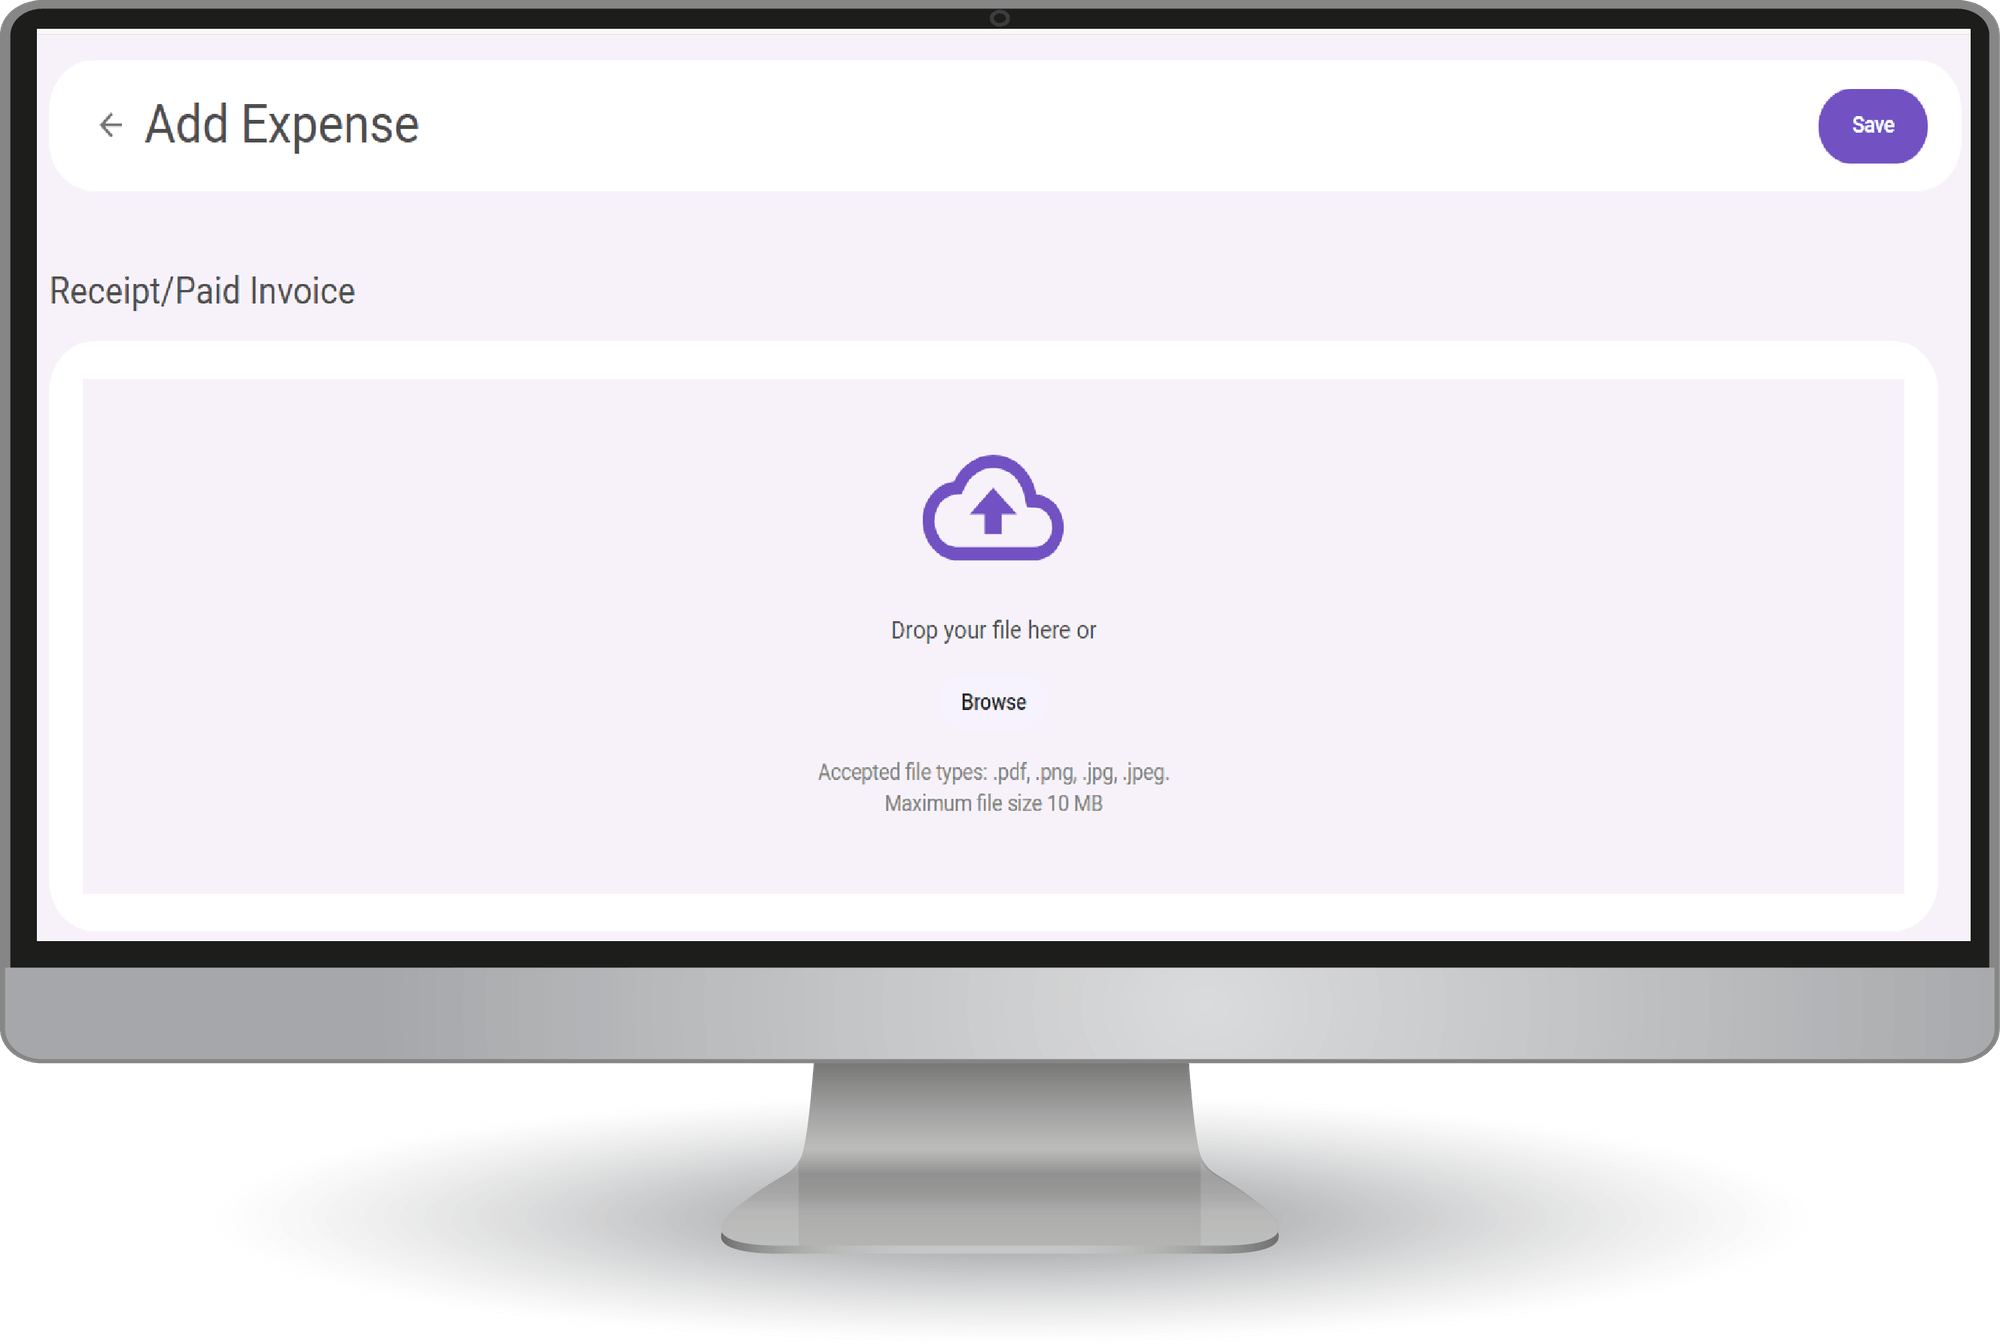 Add Expense
Save
Receipt/Paid Invoice
Drop your file here or
Browse
Accepted file types: .pdf, .png, .jpg, .jpeg.
Maximum file size 10 MB